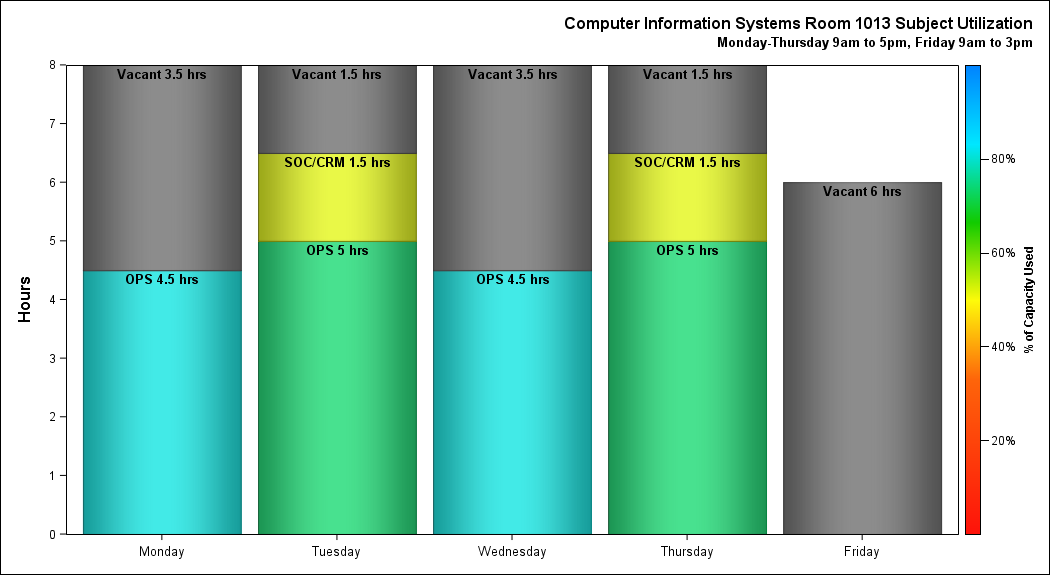 Computer Information Systems Room 1013 Subject Utilization
Monday-Thursday 9am to 5pm, Friday 9am to 3pm
Hours
8
7
6
5
4
3
2
1
0
Vacant 3.5 hrs
OPS 4.5 hrs
Vacant 1.5 hrs
SOC/CRM 1.5 hrs
OPS 5 hrs
Vacant 3.5 hrs
OPS 4.5 hrs
Vacant 1.5 hrs
SOC/CRM 1.5 hrs
OPS 5 hrs
Vacant 6 hrs
Monday
Tuesday
Wednesday
Thursday
Friday
80%
60%
40%
20%
% of Capacity Used